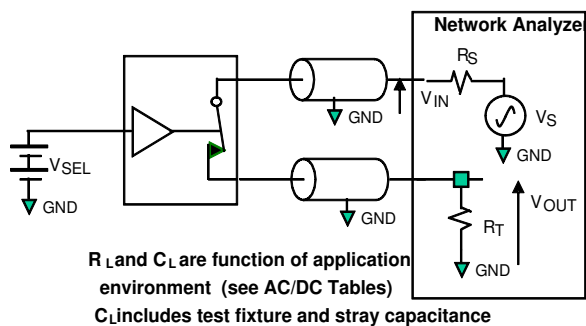 Network Analyzer
RS
VIN
GND
VS
GND
VSEL
GND
GND
VOUT
RT
GND
RL and CL are function of application
environment (see AC/DC Tables)
CL includes test fixture and stray capacitance